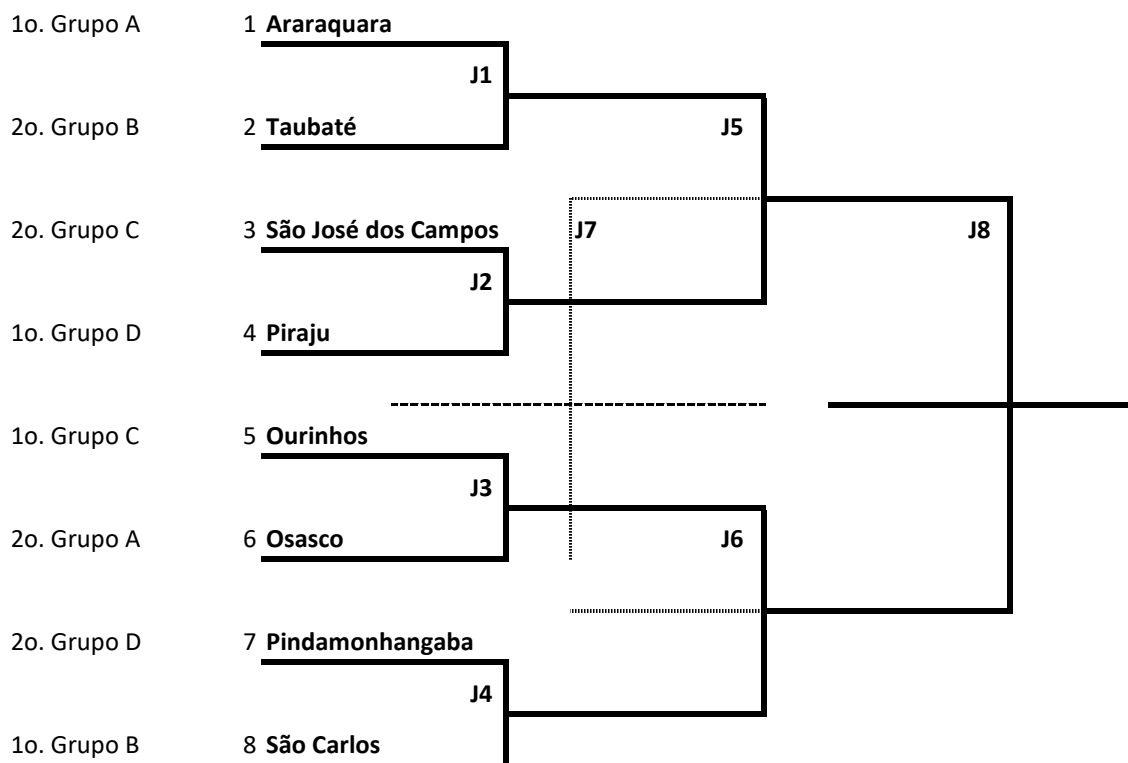 1o. Grupo A 1 Araraquara
J1
2o. Grupo B 2 Taubaté J5
2o. Grupo C 3 São José dos Campos J7 J8
J2
1o. Grupo D 4 Piraju
1o. Grupo C 5 Ourinhos
J3
2o. Grupo A 6 Osasco J6
2o. Grupo D 7 Pindamonhangaba
J4
1o. Grupo B 8 São Carlos